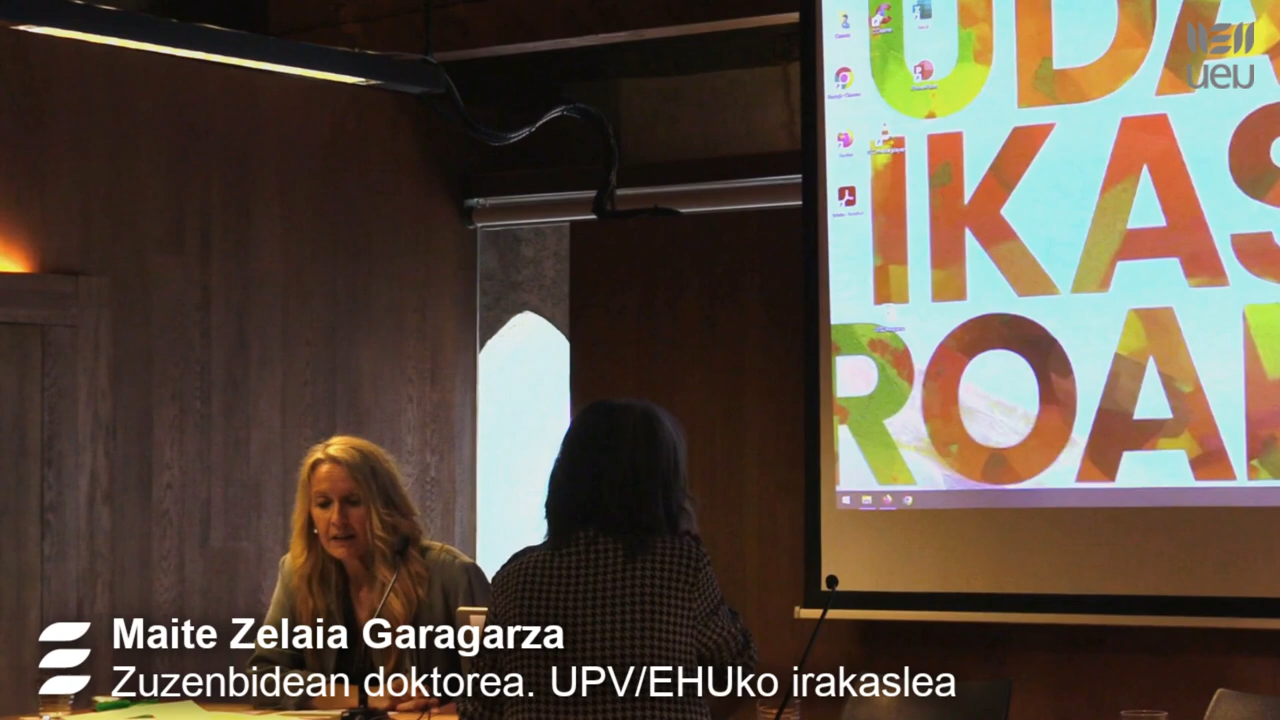 UDA
IKAS
ROA
ueu
Maite Zelaia Garagarza
Zuzenbidean doktorea. UPV/EHUko irakaslea